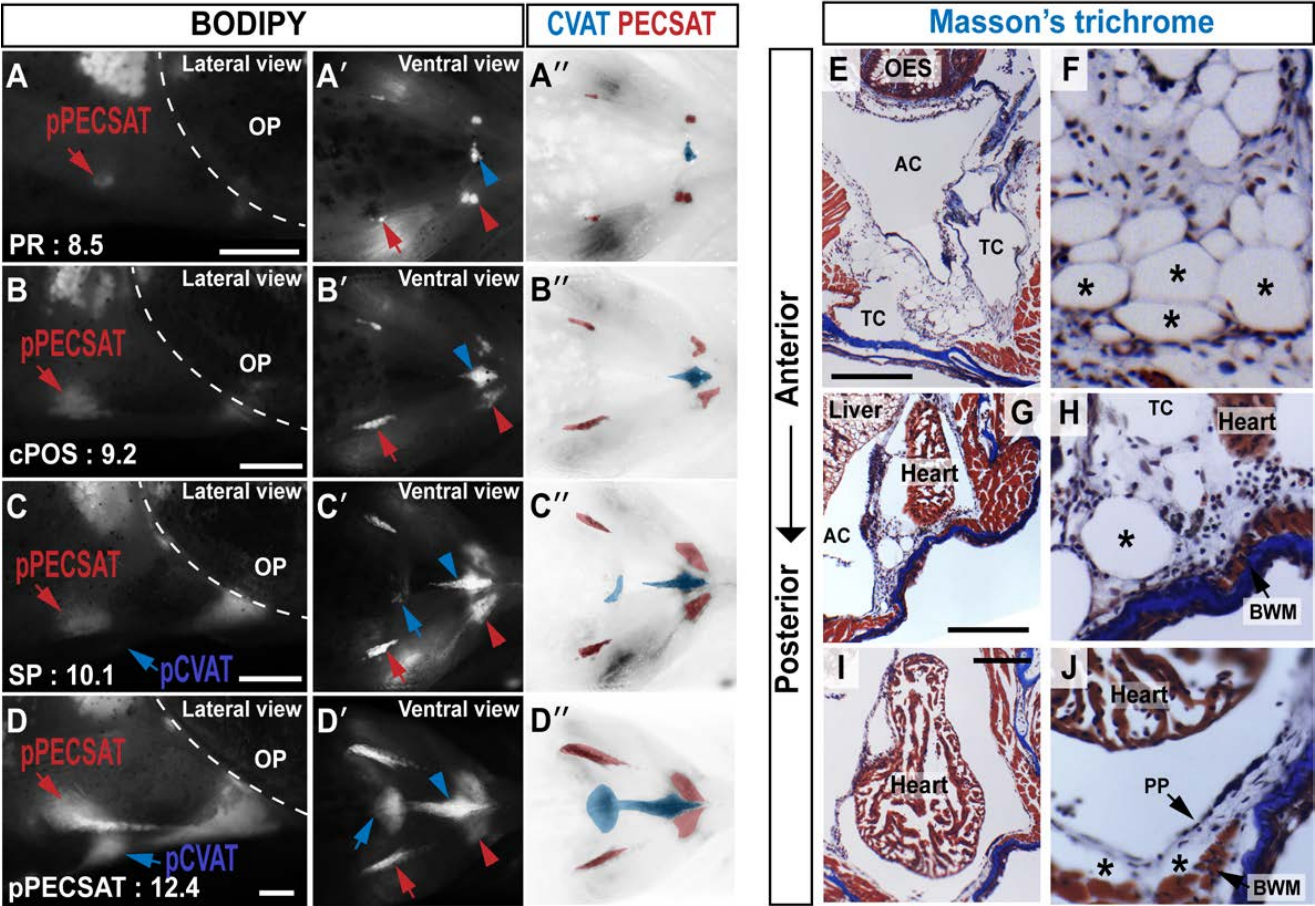 BODIPY
CVAT PECSAT
Masson's trichrome
A
Lateral view
pPECSAT
OP
PR : 8.5
A′
Ventral view
A″
B
Lateral view
pPECSAT
OP
cPOS : 9.2
B′
Ventral view
B″
C
Lateral view
pPECSAT
OP
pCVAT
SP : 10.1
C′
Ventral view
C″
D
Lateral view
OP
pPECSAT
pCVAT
pPECSAT : 12.4
D′
Ventral view
D″
Anterior
Posterior
E
OES
AC
TC
TC
F
*
*
*
*
G
Liver
Heart
AC
H
TC
Heart
*
BWM
I
Heart
J
Heart
PP
*
*
BWM